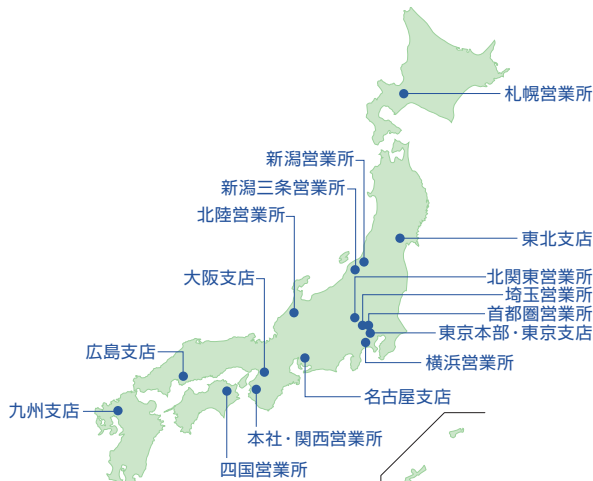 札幌営業所
新潟営業所
新潟三条営業所
北陸営業所
東北支店
大阪支店
北関東営業所
埼玉営業所
首都圏営業所
東京本部・東京支店
広島支店
横浜営業所
名古屋支店
九州支店
本社・関西営業所
四国営業所